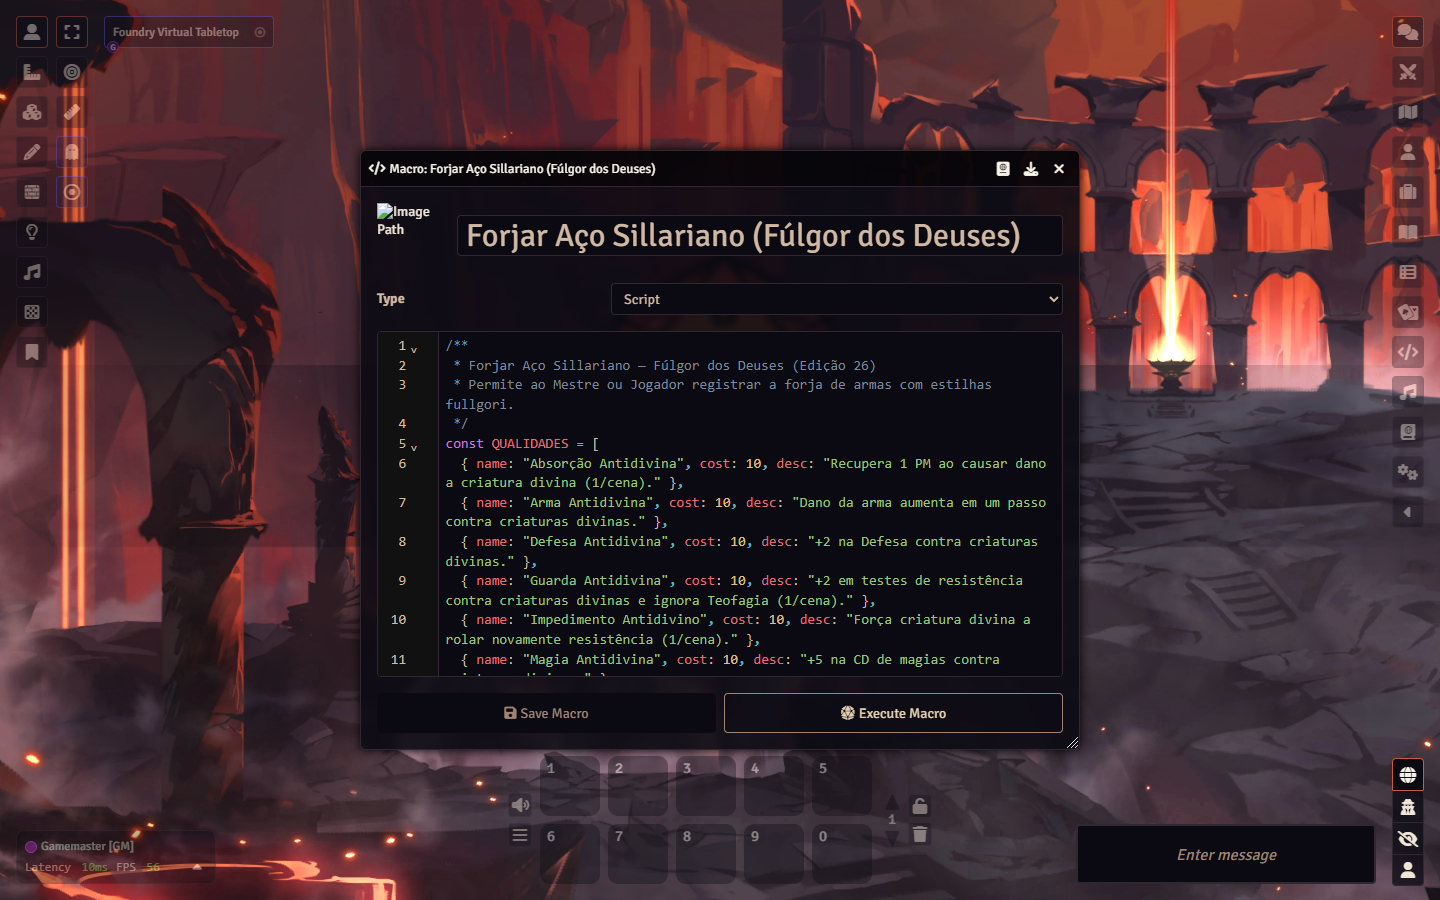 Foundry Virtual Tabletop
G
Macro: Forjar Aço Sillariano (Fúlgor dos Deuses)
Image Path
Forjar Aço Sillariano (Fúlgor dos Deuses)
Type
Script
1 /**
2 * Forjar Aço Sillariano — Fúlgor dos Deuses (Edição 26)
3 * Permite ao Mestre ou Jogador registrar a forja de armas com estilhas
fullgori.
4 */
5 const QUALIDADES = [
6 { name: "Absorção Antidivina", cost: 10, desc: "Recupera 1 PM ao causar dano
a criatura divina (1/cena)." },
7 { name: "Arma Antidivina", cost: 10, desc: "Dano da arma aumenta em um passo
contra criaturas divinas." },
8 { name: "Defesa Antidivina", cost: 10, desc: "+2 na Defesa contra criaturas
divinas." },
9 { name: "Guarda Antidivina", cost: 10, desc: "+2 em testes de resistência
contra criaturas divinas e ignora Teofagia (1/cena)." },
10 { name: "Impedimento Antidivino", cost: 10, desc: "Força criatura divina a
rolar novamente resistência (1/cena)." },
11 { name: "Magia Antidivina", cost: 10, desc: "+5 na CD de magias contra
Save Macro
Execute Macro
1 2 3 4 5
1
6 7 8 9 0
Gamemaster [GM]
Latency 10ms FPS 56
Enter message